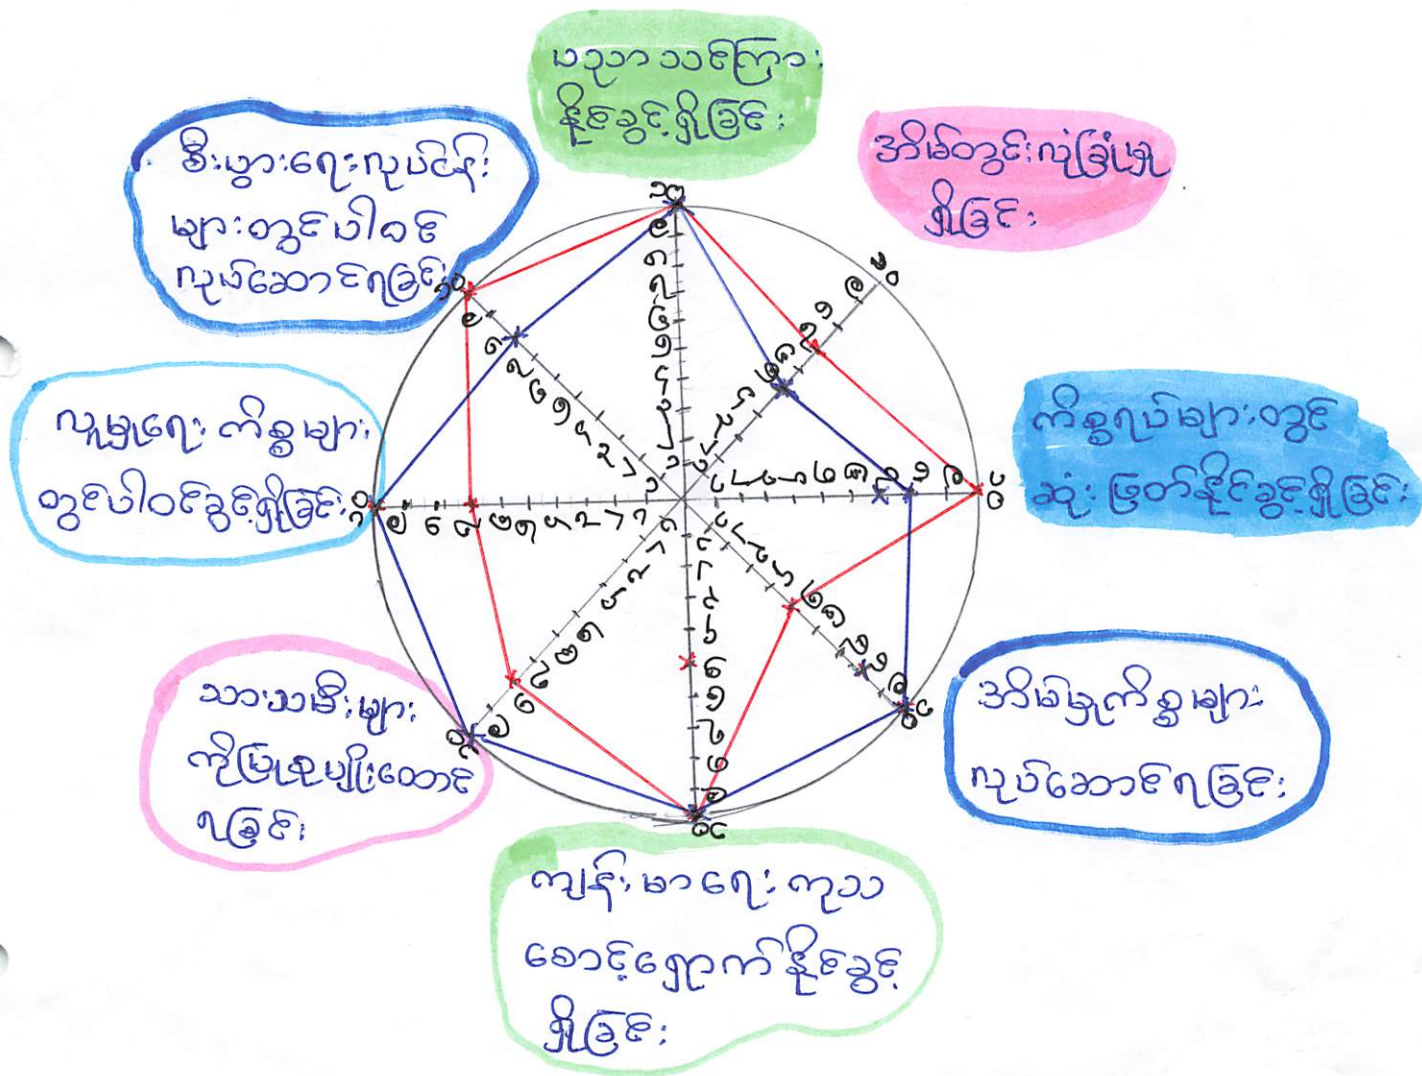 ပညာသင်ကြား
နိုင်ခွင့်ရှိခြင်း
အိမ်တွင်းလုံခြုံမှု
ရှိခြင်း
စီးပွားရေးလုပ်ငန်း
များတွင်ပါဝင်
လုပ်ဆောင်ရခြင်း
ကိစ္စရပ်များတွင်
ဆုံးဖြတ်နိုင်ခွင့်ရှိခြင်း
လူမှုရေးကိစ္စများ
တွင်ပါဝင်ခွင့်ရှိခြင်း
အိမ်မှုကိစ္စများ
လုပ်ဆောင်ရခြင်း
သားသမီးများ
ကိုပြုစုပျိုးထောင်
ရခြင်း
ကျန်းမာရေးကုသ
စောင့်ရှောက်နိုင်ခွင့်
ရှိခြင်း